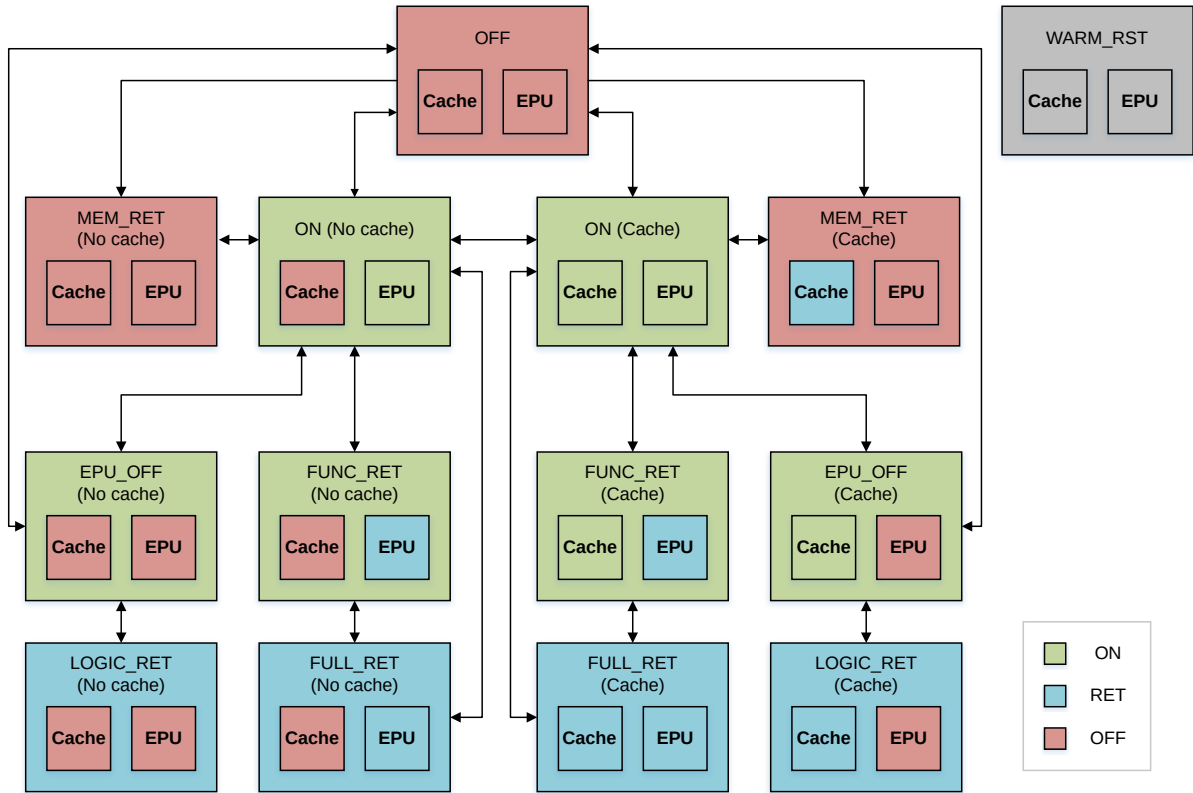 OFF
Cache
EPU
WARM_RST
Cache
EPU
MEM_RET
(No cache)
Cache
EPU
ON (No cache)
Cache
EPU
ON (Cache)
Cache
EPU
MEM_RET
(Cache)
Cache
EPU
EPU_OFF
(No cache)
Cache
EPU
FUNC_RET
(No cache)
Cache
EPU
FUNC_RET
(Cache)
Cache
EPU
EPU_OFF
(Cache)
Cache
EPU
LOGIC_RET
(No cache)
Cache
EPU
FULL_RET
(No cache)
Cache
EPU
FULL_RET
(Cache)
Cache
EPU
LOGIC_RET
(Cache)
Cache
EPU
ON
RET
OFF